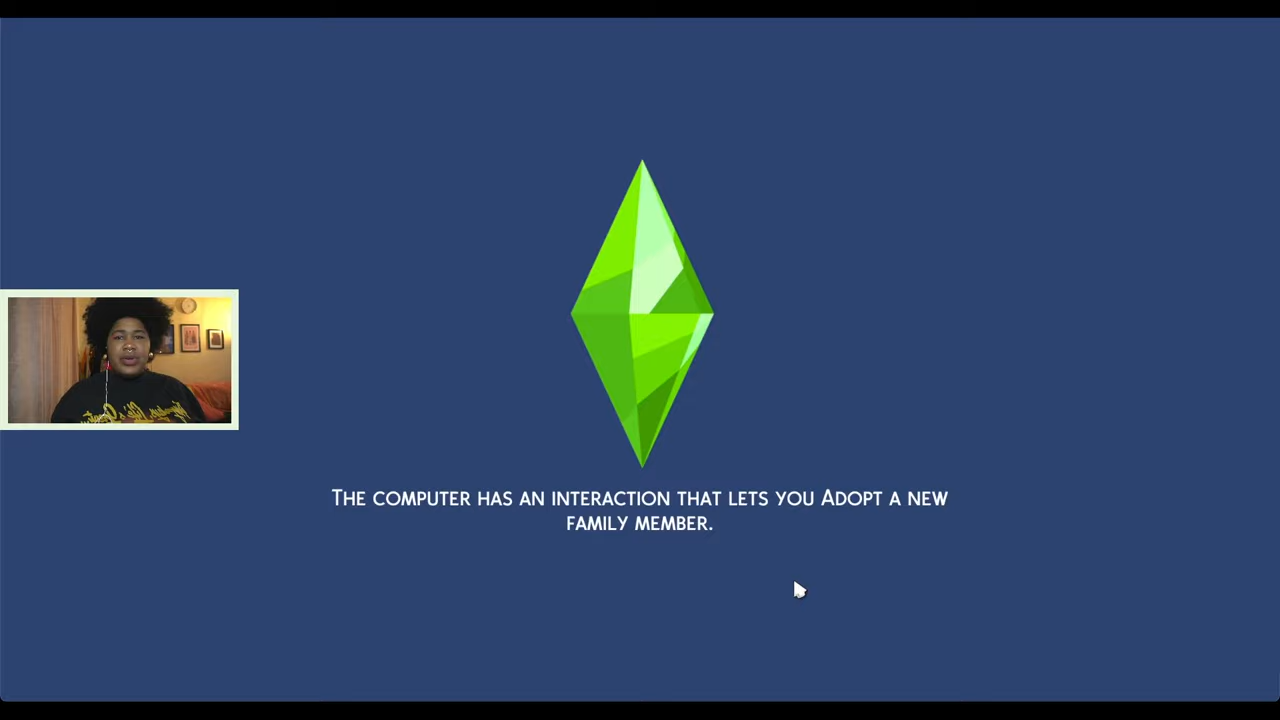 The computer has an interaction that lets you Adopt a new
family member.